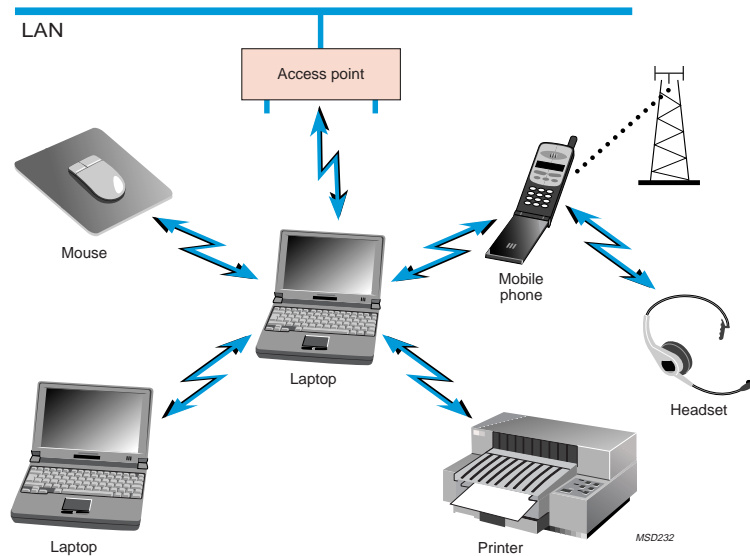 LAN
Access point
Mouse
Mobile
phone
Laptop
Headset
Laptop
Printer
MSD232